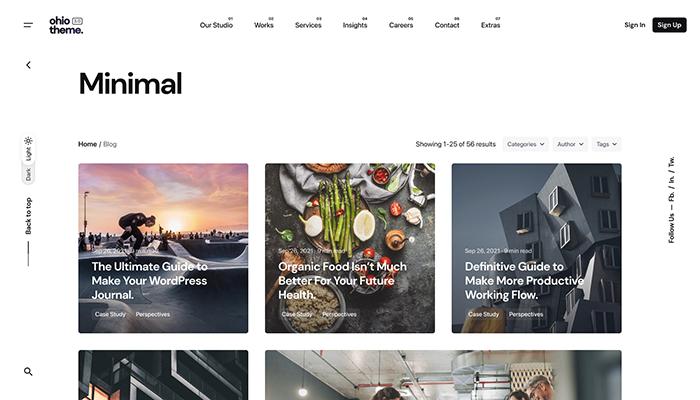 ohio 3.0
theme.
01 02 03 04 05 06 07
Our Studio Works Services Insights Careers Contact Extras
Sign In Sign Up
Minimal
Home / Blog
Showing 1-25 of 56 results Categories Author Tags
Light
Dark
Back to top
Follow Us — Fb. / In. / Tw.
Sep 26, 2021 · 9 min read
The Ultimate Guide to
Make Your WordPress
Journal.
Case Study Perspectives
Sep 26, 2021 · 9 min read
Organic Food Isn't Much
Better For Your Future
Health.
Case Study Perspectives
Sep 26, 2021 · 9 min read
Definitive Guide to
Make More Productive
Working Flow.
Case Study Perspectives